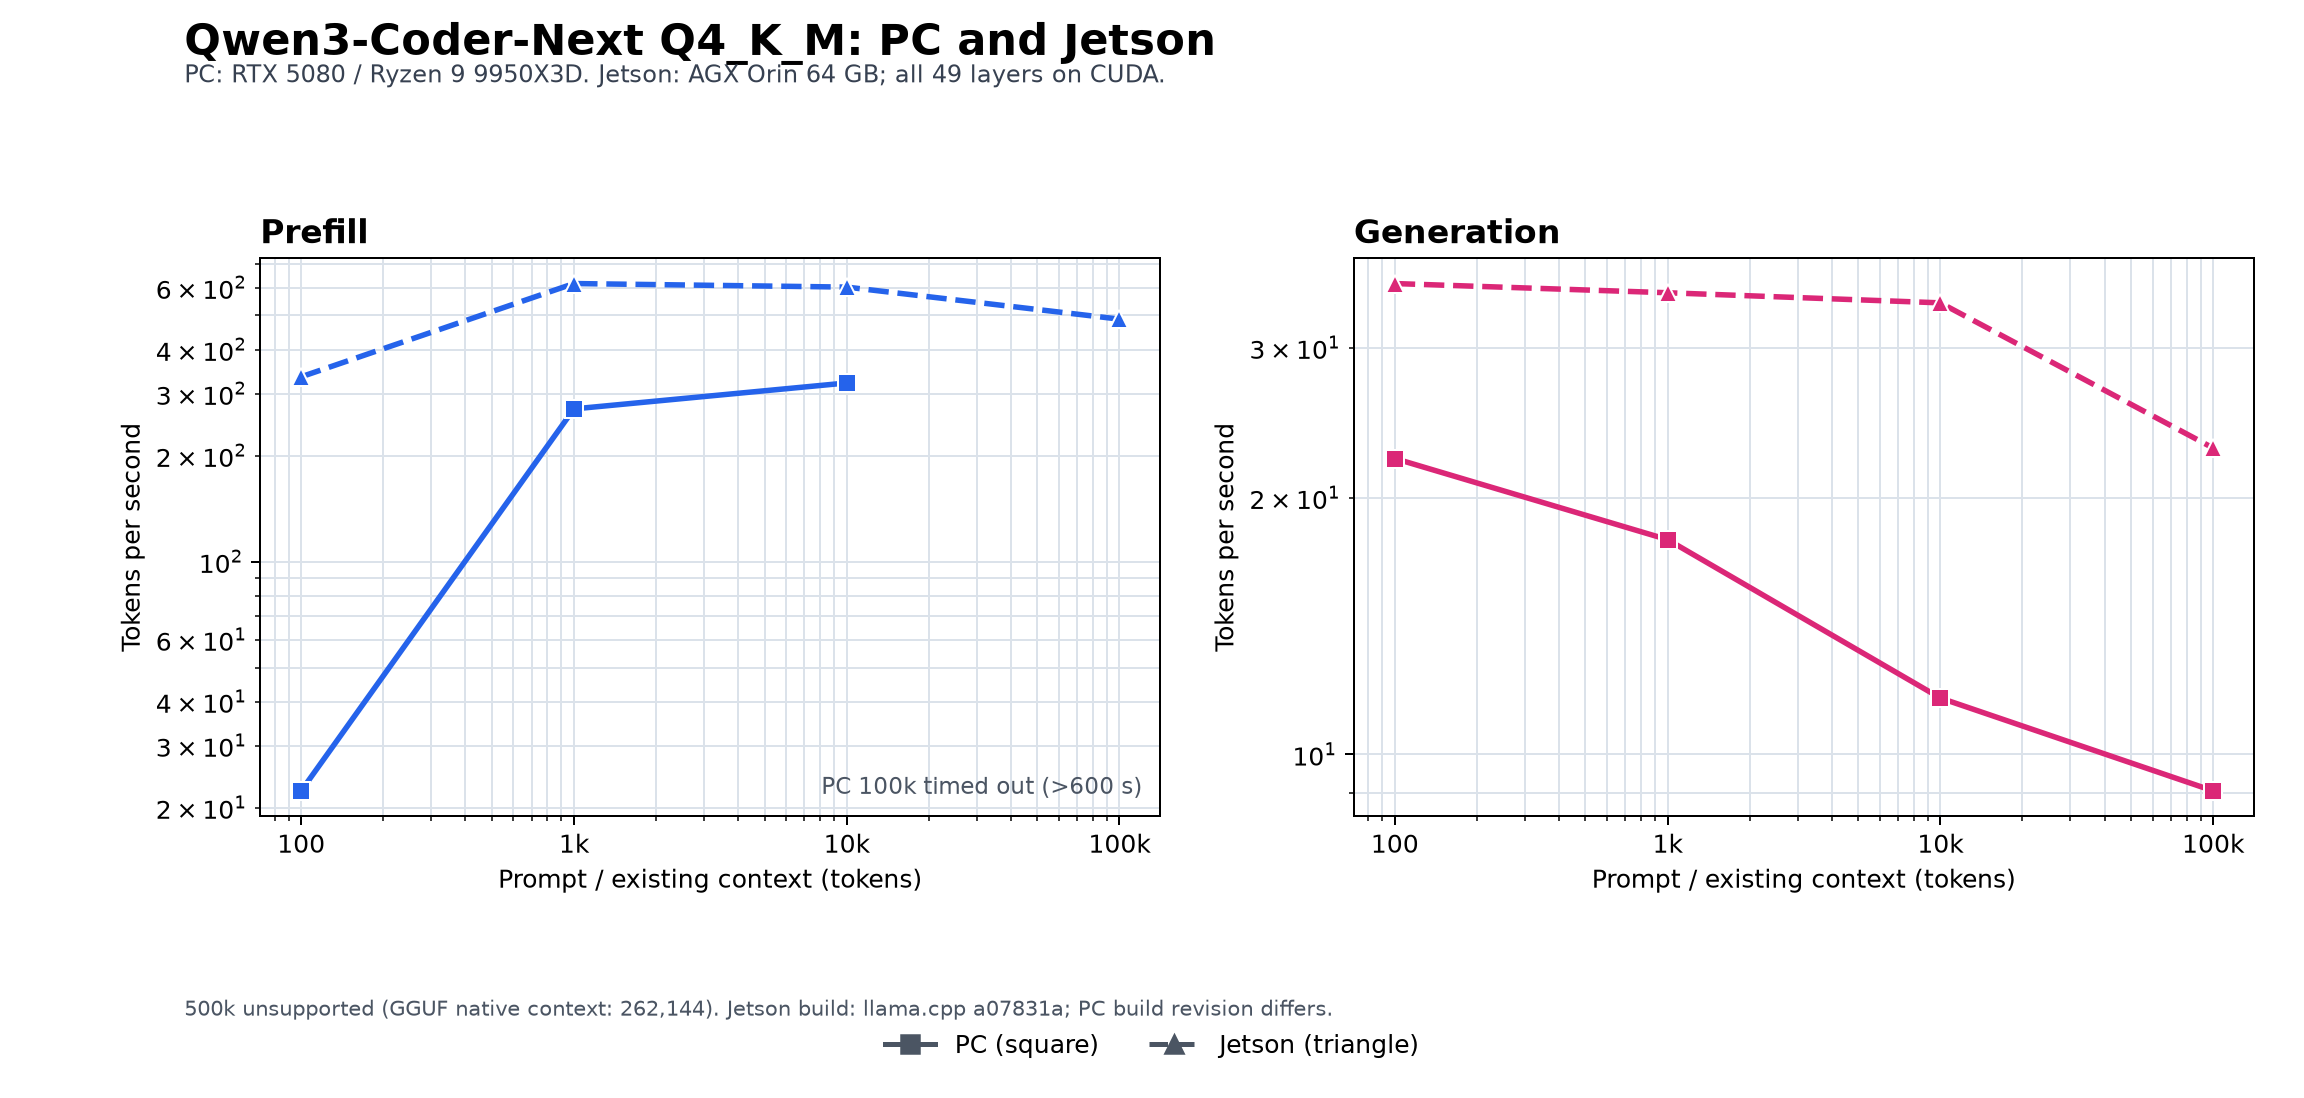 Qwen3-Coder-Next Q4_K_M: PC and Jetson
PC: RTX 5080 / Ryzen 9 9950X3D. Jetson: AGX Orin 64 GB; all 49 layers on CUDA.
Prefill
Tokens per second
6 × 10²
4 × 10²
3 × 10²
2 × 10²
10²
6 × 10¹
4 × 10¹
3 × 10¹
2 × 10¹
PC 100k timed out (>600 s)
100 1k 10k 100k
Prompt / existing context (tokens)
Generation
Tokens per second
3 × 10¹
2 × 10¹
10¹
100 1k 10k 100k
Prompt / existing context (tokens)
500k unsupported (GGUF native context: 262,144). Jetson build: llama.cpp a07831a; PC build revision differs.
PC (square) Jetson (triangle)